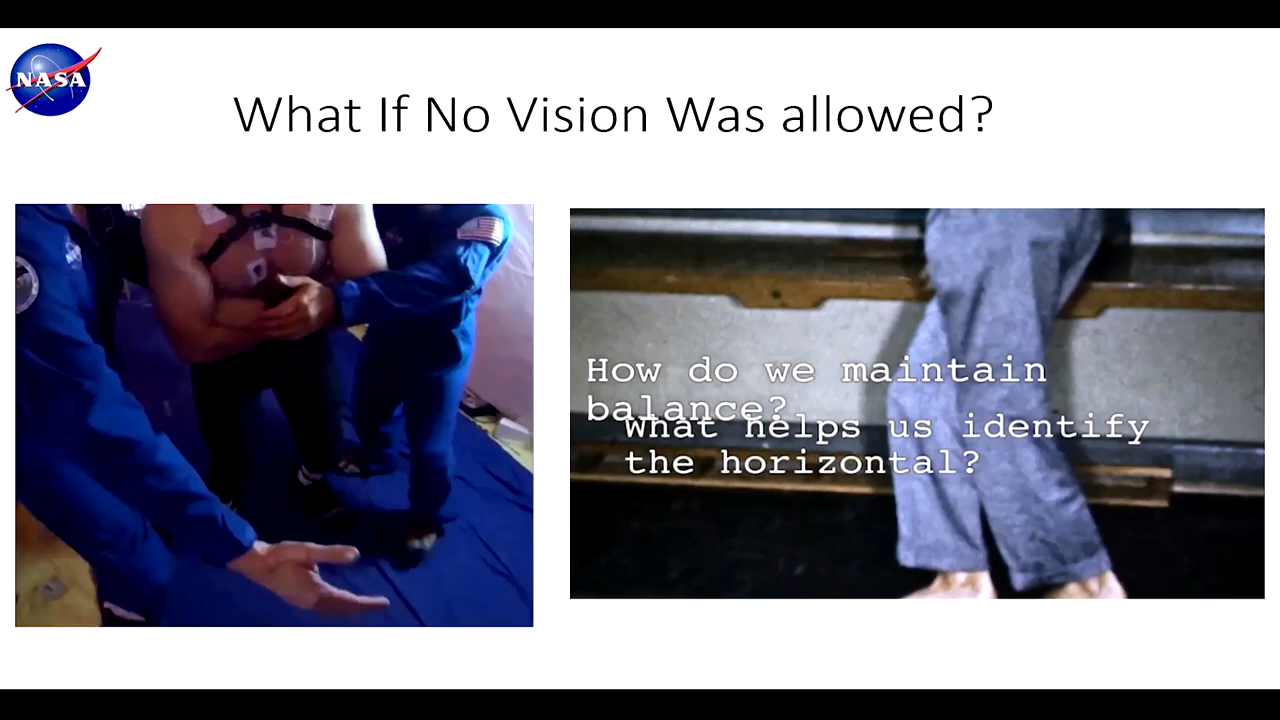 NASA
What If No Vision Was allowed?
How do we maintain
balance?
What helps us identify
the horizontal?